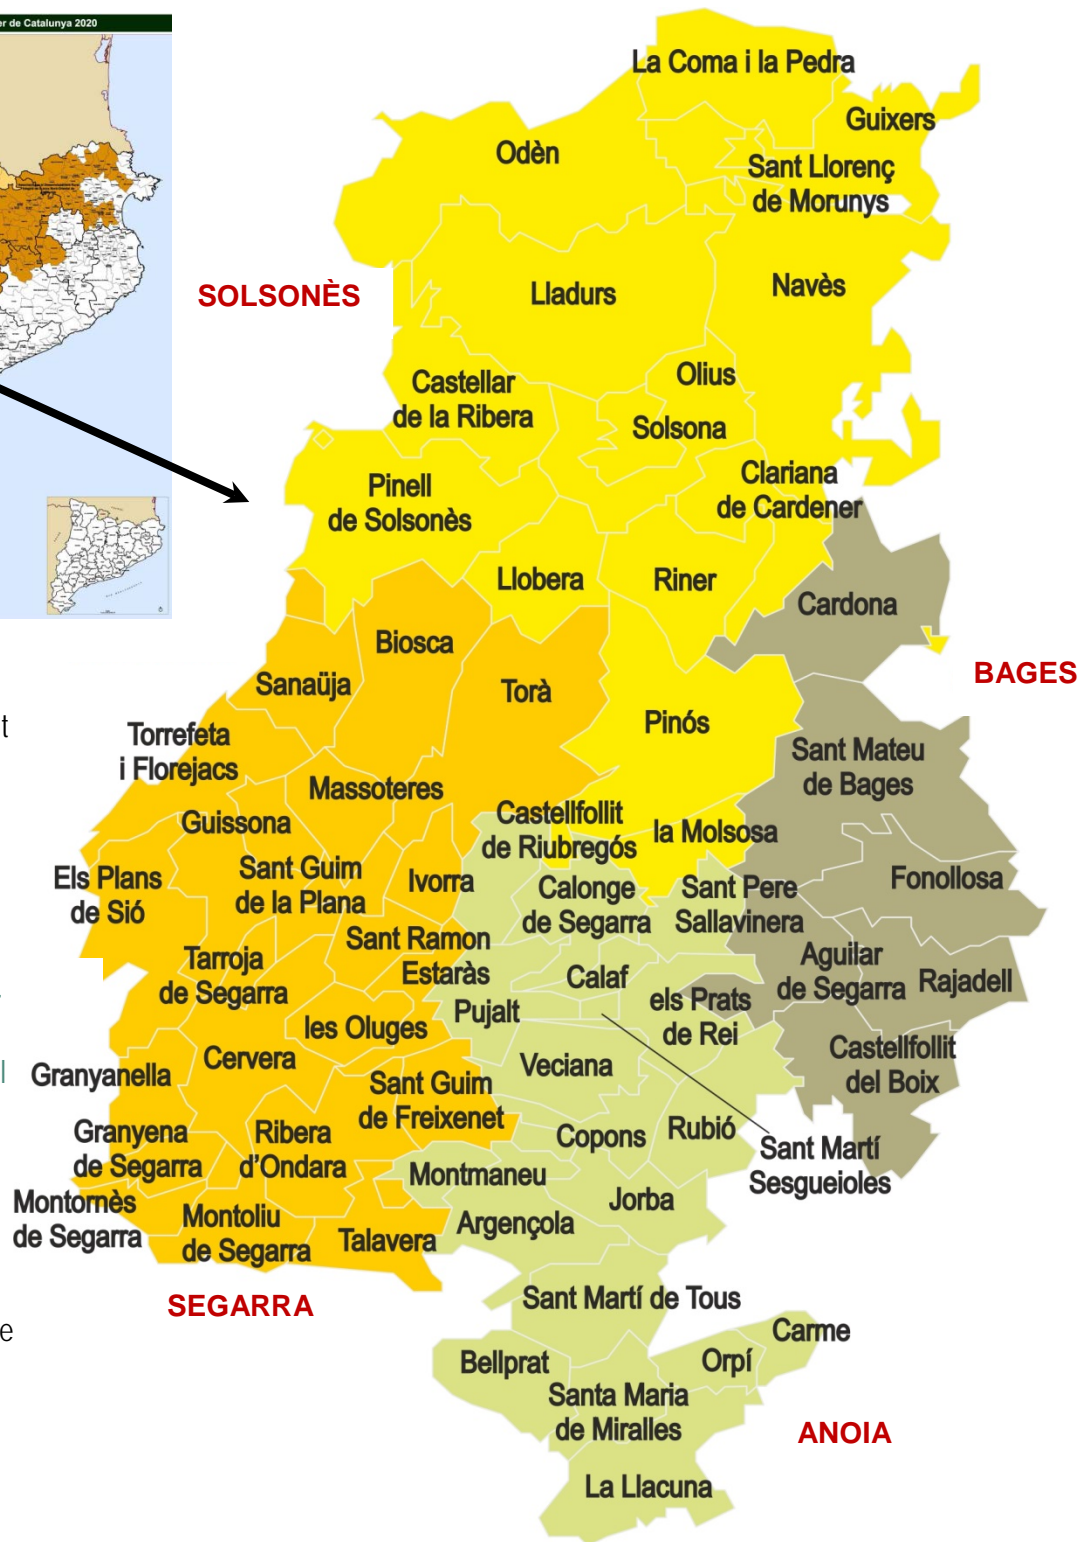 er de Catalunya 2020
La Coma i la Pedra
Guixers
Odèn
Sant Llorenç
de Morunys
SOLSONÈS
Lladurs
Navès
Castellar
de la Ribera
Olius
Solsona
Pinell
de Solsonès
Clariana
de Cardener
Llobera
Riner
Cardona
Biosca
Sanaüja
Torà
BAGES
Pinós
t
Torrefeta
i Florejacs
Sant Mateu
de Bages
Massoteres
Guissona
Castellfollit
de Riubregós
la Molsosa
Els Plans
de Sió
Sant Guim
de la Plana
Ivorra
Calonge
de Segarra
Sant Pere
Sallavinera
Fonollosa
Sant Ramon
Estaràs
Tarroja
de Segarra
Calaf
Aguilar
de Segarra
Rajadell
Pujalt
els Prats
de Rei
les Oluges
Cervera
Veciana
Castellfollit
del Boix
l
Granyanella
Sant Guim
de Freixenet
Granyena
de Segarra
Ribera
d'Ondara
Copons
Rubió
Sant Martí
Sesgueioles
Montmaneu
Jorba
Montornès
de Segarra
Montoliu
de Segarra
Talavera
Argençola
SEGARRA
Sant Martí de Tous
e
Carme
Bellprat
Orpí
Santa Maria
de Miralles
ANOIA
La Llacuna